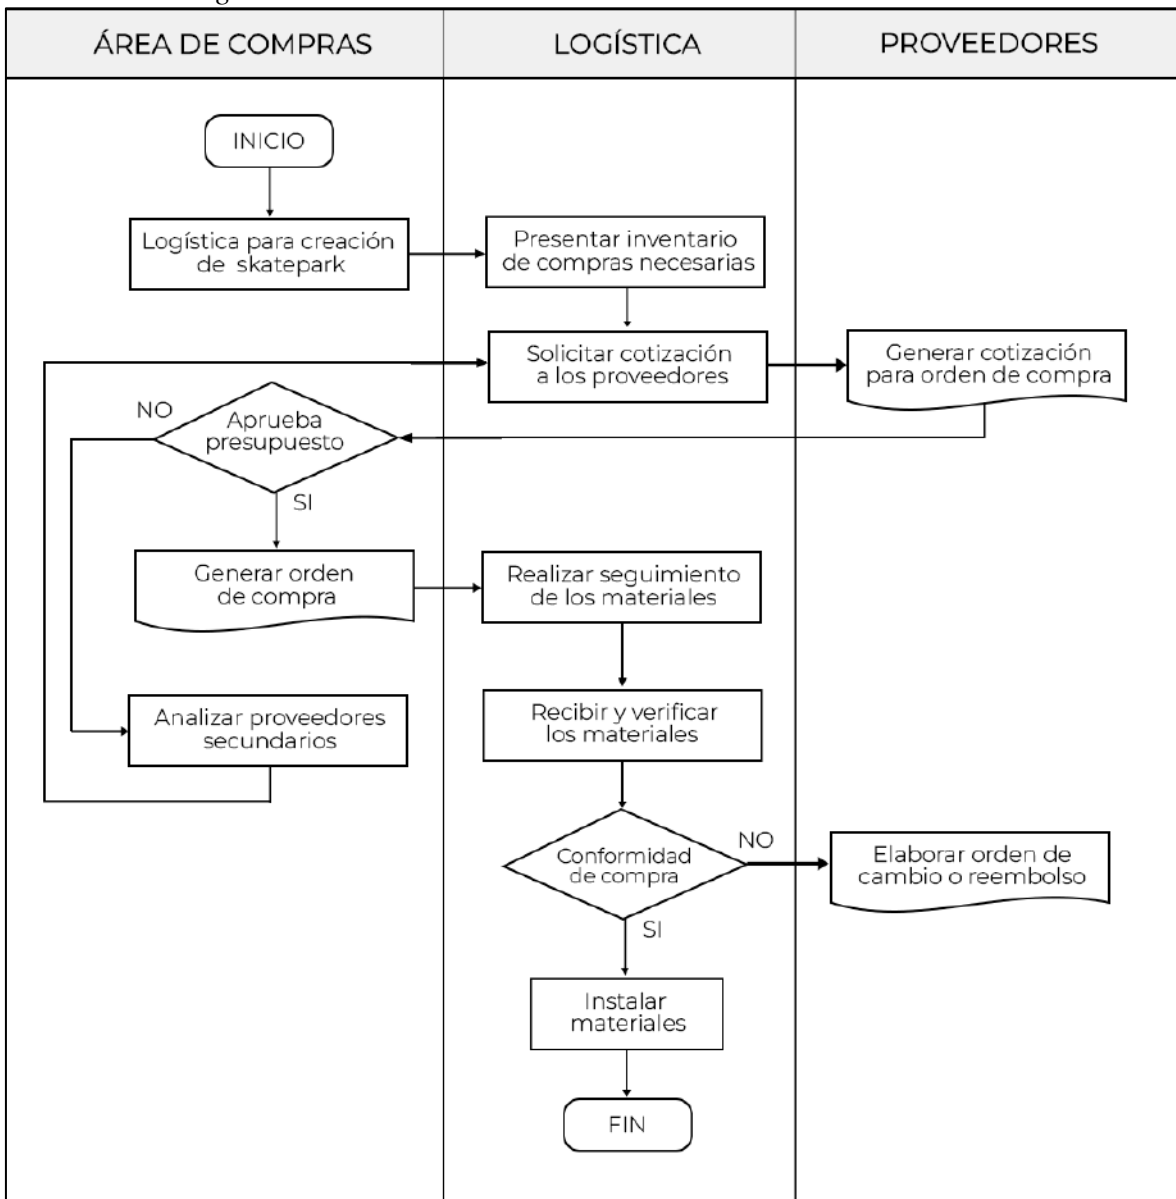 ÁREA DE COMPRAS
LOGÍSTICA
PROVEEDORES
INICIO
Logística para creación
de skatepark
Presentar inventario
de compras necesarias
Solicitar cotización
a los proveedores
Generar cotización
para orden de compra
NO
Aprueba
presupuesto
SI
Generar orden
de compra
Realizar seguimiento
de los materiales
Analizar proveedores
secundarios
Recibir y verificar
los materiales
Conformidad
de compra
NO
Elaborar orden de
cambio o reembolso
SI
Instalar
materiales
FIN